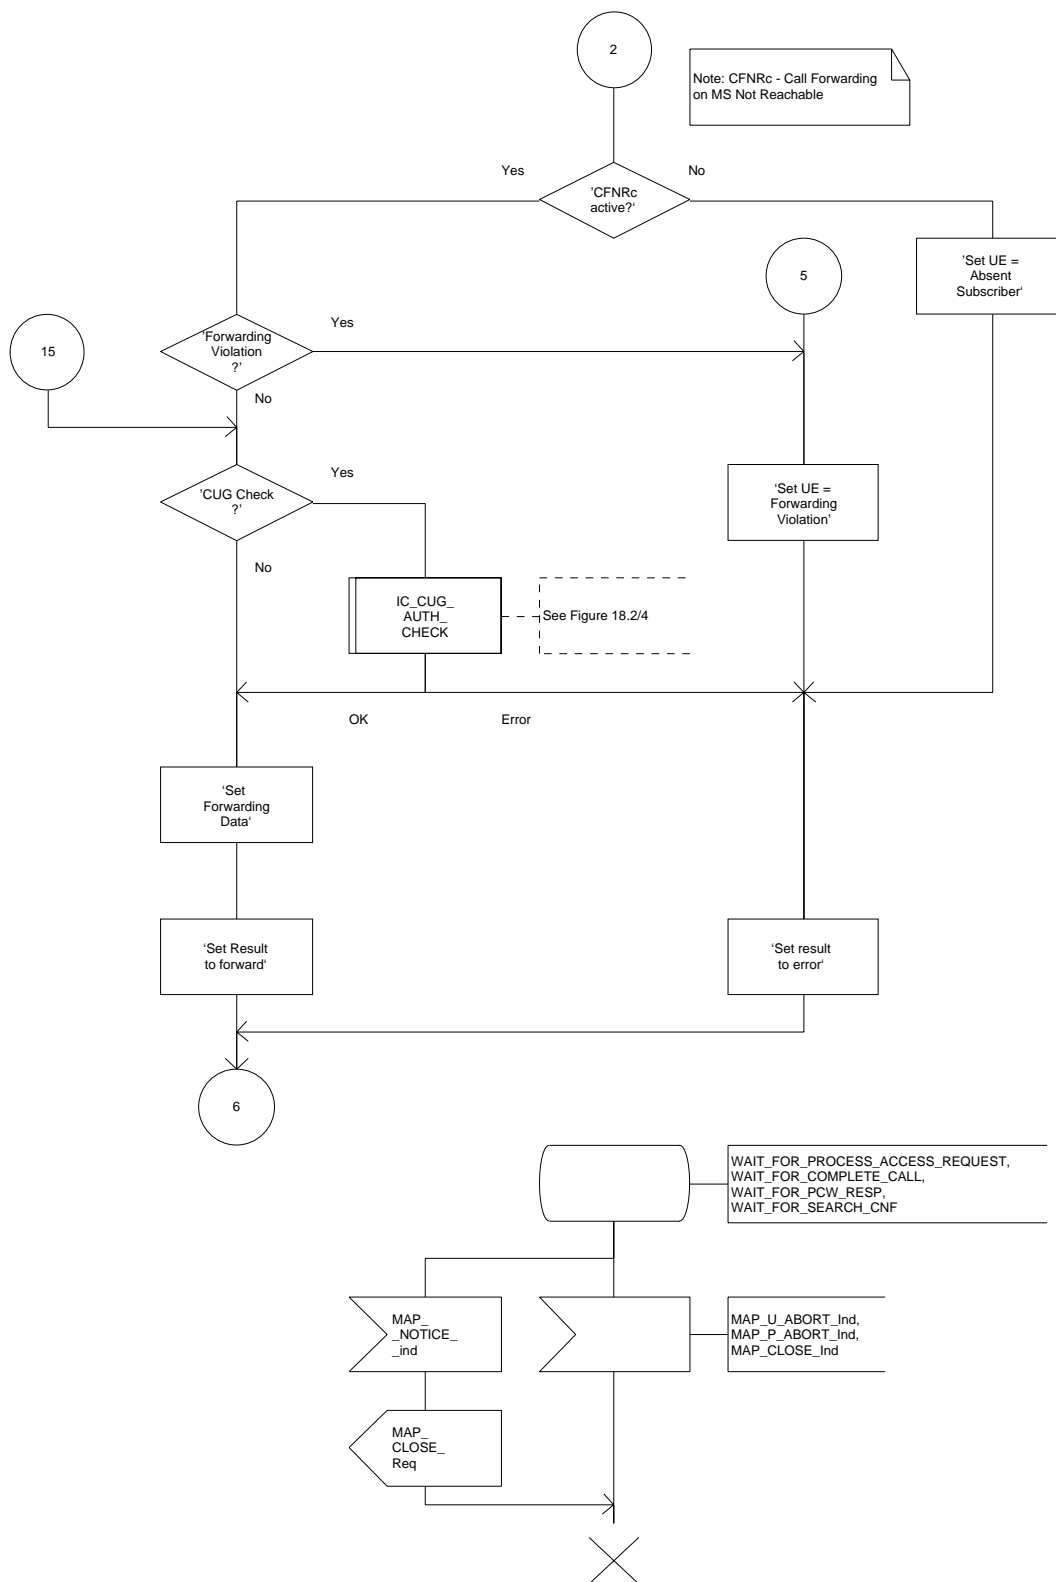 2
Note: CFNRc - Call Forwarding
on MS Not Reachable
Yes
No
’CFNRc
active?‘
’Set UE =
Absent
Subscriber‘
5
15
’Forwarding
Violation
?’
Yes
No
’CUG Check
?’
Yes
‘Set UE =
Forwarding
Violation’
No
IC_CUG_
AUTH_
CHECK
See Figure 18.2/4
OK
Error
‘Set
Forwarding
Data‘
‘Set Result
to forward‘
‘Set result
to error‘
6
WAIT_FOR_PROCESS_ACCESS_REQUEST,
WAIT_FOR_COMPLETE_CALL,
WAIT_FOR_PCW_RESP,
WAIT_FOR_SEARCH_CNF
MAP_
_NOTICE_
_ind
MAP_U_ABORT_Ind,
MAP_P_ABORT_Ind,
MAP_CLOSE_Ind
MAP_
CLOSE_
Req